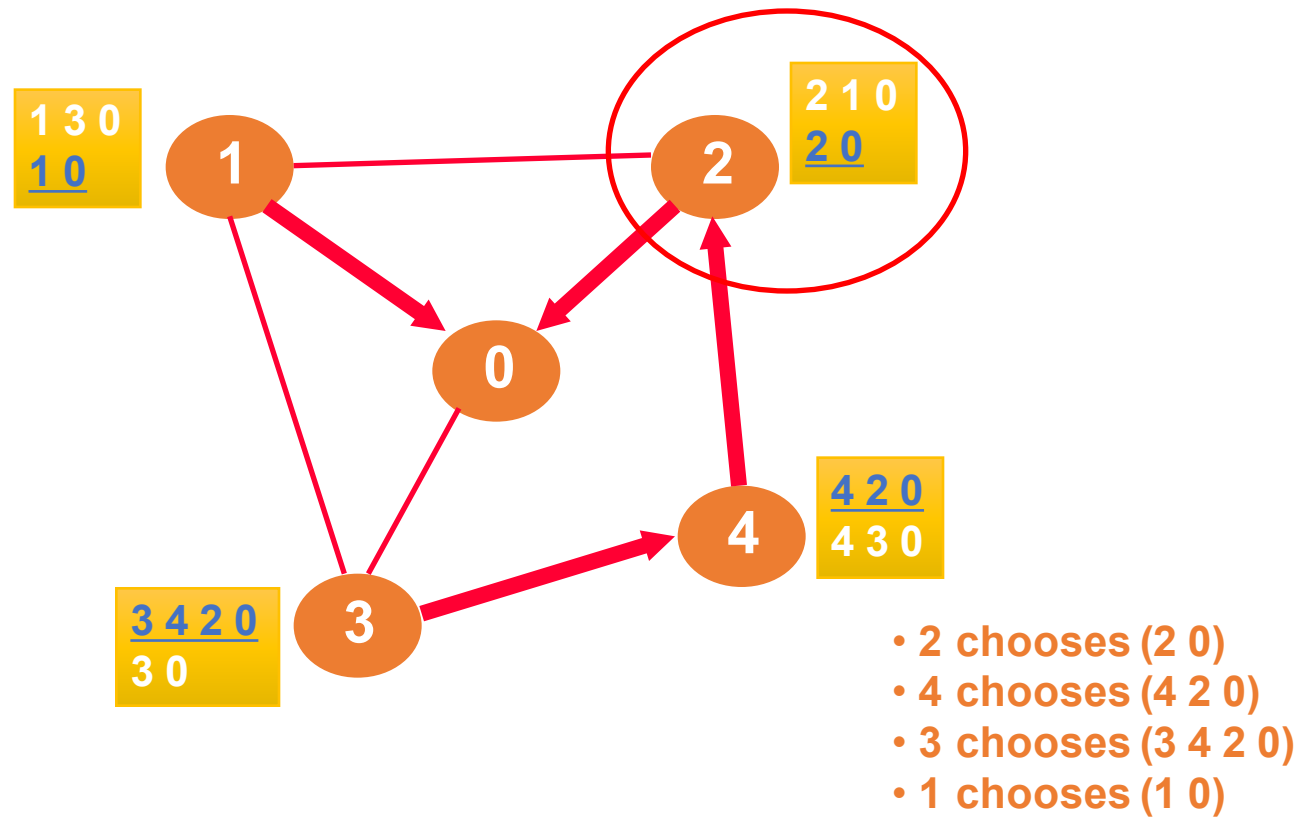 1 3 0
1 0
1
2
2 1 0
2 0
0
4
4 2 0
4 3 0
3 4 2 0
3 0
3
• 2 chooses (2 0)
• 4 chooses (4 2 0)
• 3 chooses (3 4 2 0)
• 1 chooses (1 0)